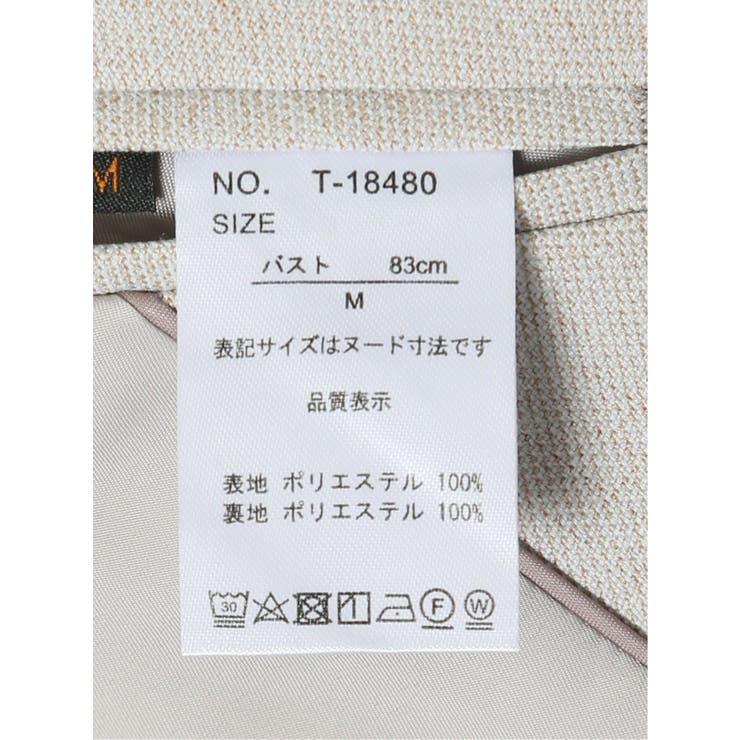 M
NO. T-18480
SIZE
バスト 83cm
M
表記サイズはヌード寸法です
品質表示
表地 ポリエステル 100%
裏地 ポリエステル 100%
30 F W